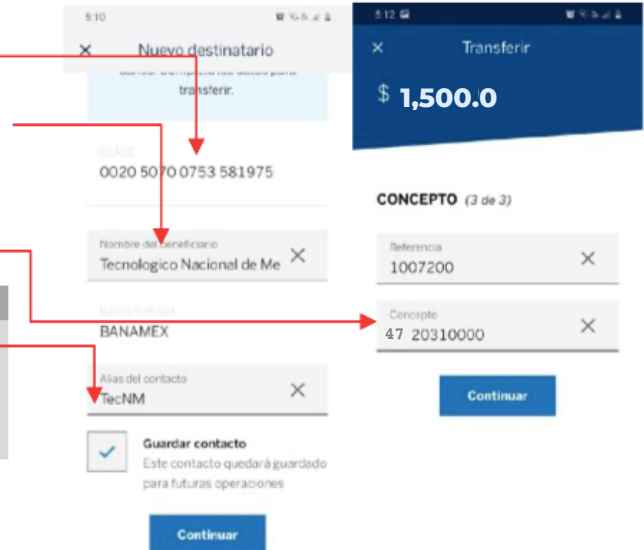 5:10
Nuevo destinatario
transferir.
CLABE
0020 5070 0753 581975
Nombre del beneficiario
Tecnologico Nacional de Me
BANAMEX
Alias del contacto
TecNM
Guardar contacto
Este contacto quedará guardado
para futuras operaciones
Continuar
5:12
Transferir
$ 1,500.0
CONCEPTO (3 de 3)
Referencia
1007200
Concepto
47 20310000
Continuar